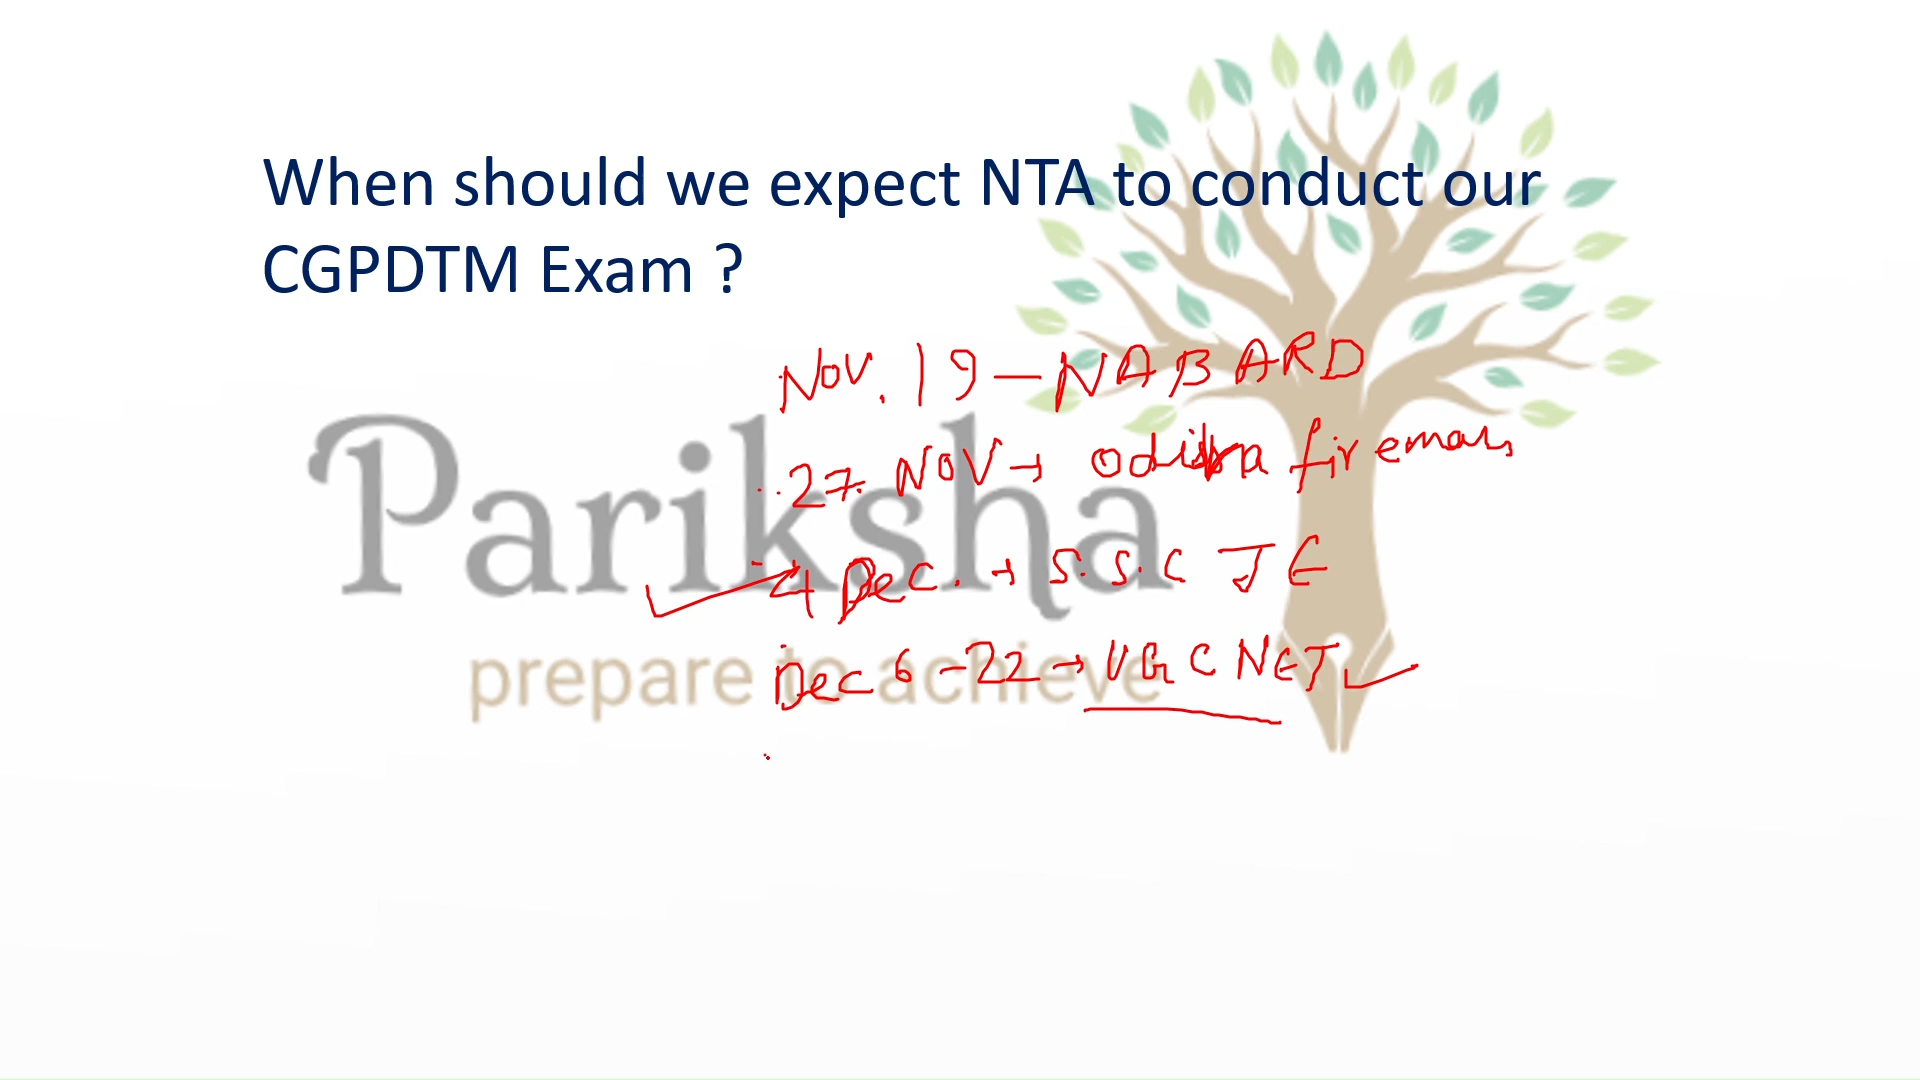 When should we expect NTA to conduct our
CGPDTM Exam ?
Nov. 19 – NABARD
27 Nov → odisha fireman
Pariksha
4 Dec. → S.S.C JE
prepare to achieve
Dec 6 - 22 → UGC NET